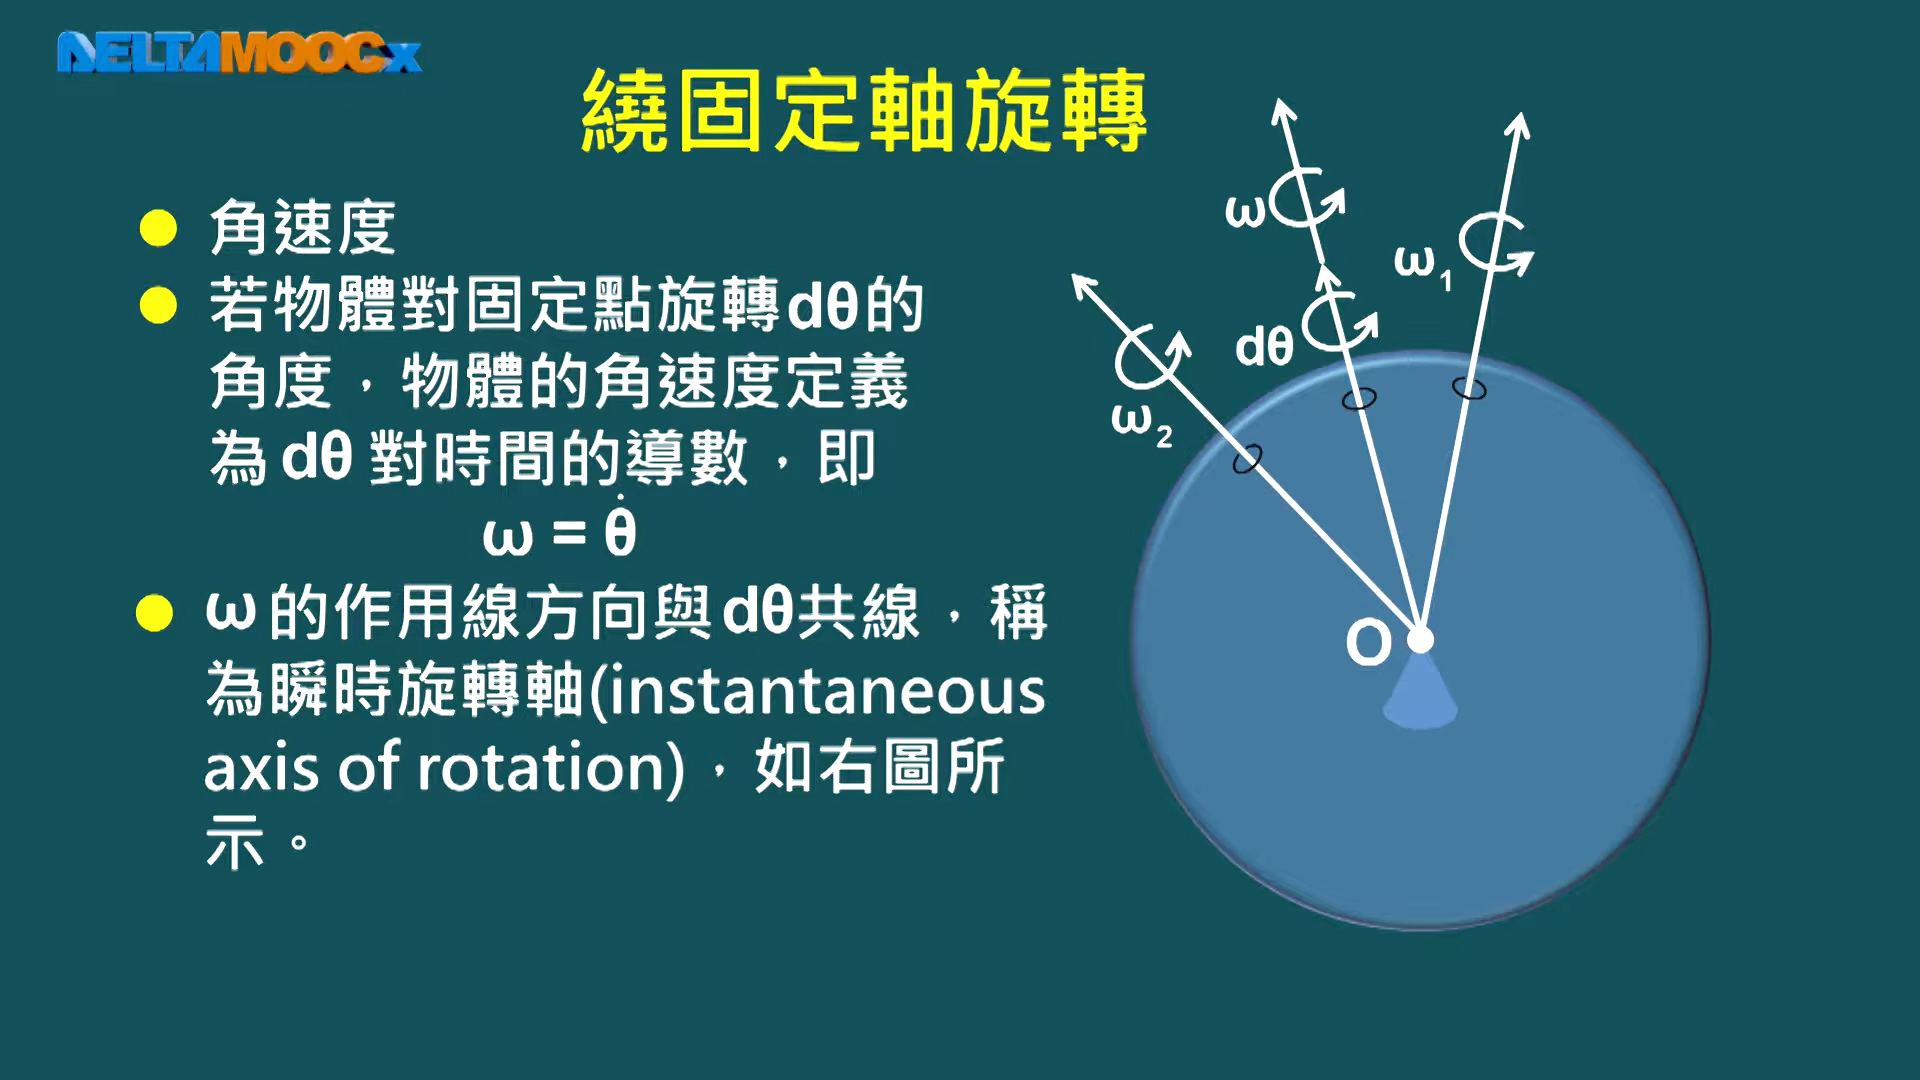 DELTAMOOCx
繞固定軸旋轉
角速度
若物體對固定點旋轉dθ的
角度，物體的角速度定義
為 dθ 對時間的導數，即
ω = θ̇
ω 的作用線方向與 dθ共線，稱
為瞬時旋轉軸(instantaneous
axis of rotation)，如右圖所
示。
ω
ω₁
dθ
ω₂
O